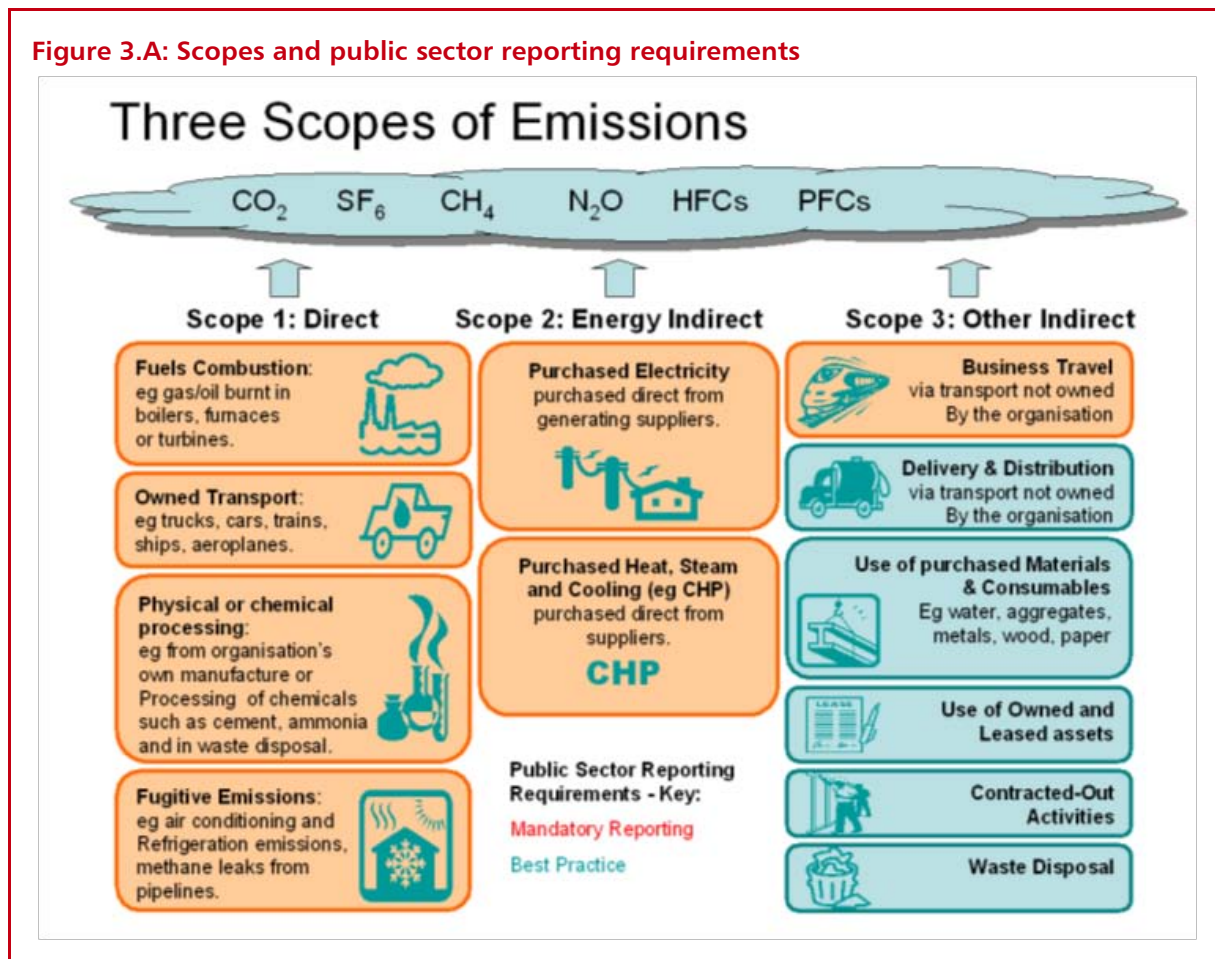 Figure 3.A: Scopes and public sector reporting requirements
Three Scopes of Emissions
CO2 SF6 CH4 N2O HFCs PFCs
Scope 1: Direct
Fuels Combustion:
eg gas/oil burnt in
boilers, furnaces
or turbines.
Owned Transport:
eg trucks, cars, trains,
ships, aeroplanes.
Physical or chemical
processing:
eg from organisation's
own manufacture or
Processing of chemicals
such as cement, ammonia
and in waste disposal.
Fugitive Emissions:
eg air conditioning and
Refrigeration emissions,
methane leaks from
pipelines.
Scope 2: Energy Indirect
Purchased Electricity
purchased direct from
generating suppliers.
Purchased Heat, Steam
and Cooling (eg CHP)
purchased direct from
suppliers.
CHP
Public Sector Reporting
Requirements - Key:
Mandatory Reporting
Best Practice
Scope 3: Other Indirect
Business Travel
via transport not owned
By the organisation
Delivery & Distribution
via transport not owned
By the organisation
Use of purchased Materials
& Consumables
Eg water, aggregates,
metals, wood, paper
LEASE
Use of Owned and
Leased assets
Contracted-Out
Activities
Waste Disposal